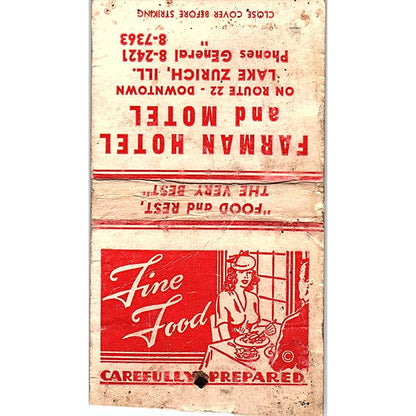 CLOSE COVER BEFORE STRIKING
FARMAN HOTEL
and MOTEL
ON ROUTE 22 - DOWNTOWN
LAKE ZURICH, ILL.
Phones GEneral 8-2421
" 8-7363
"FOOD and REST,
THE VERY BEST"
Fine
Food
©
CAREFULLY PREPARED